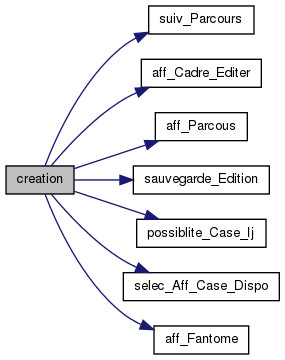 suiv_Parcours
aff_Cadre_Editer
aff_Parcous
creation
sauvegarde_Edition
possiblite_Case_Ij
selec_Aff_Case_Dispo
aff_Fantome